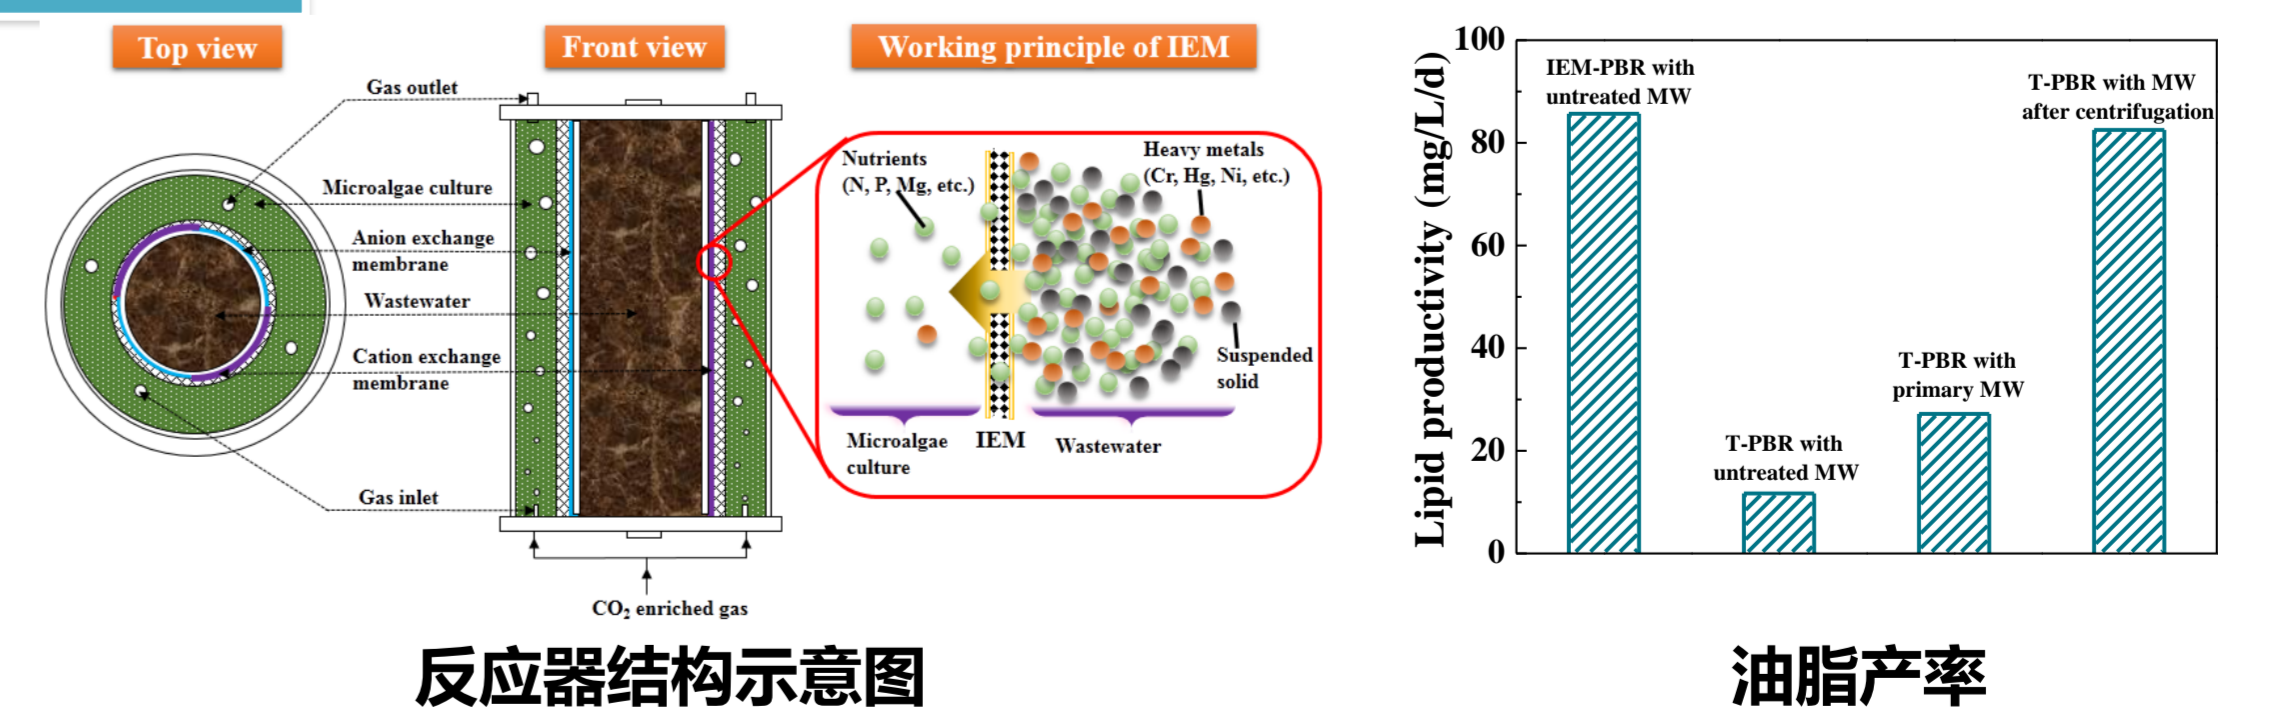 Top view
Front view
Working principle of IEM
Gas outlet
Microalgae culture
Anion exchange
membrane
Wastewater
Cation exchange
membrane
Gas inlet
CO₂ enriched gas
Nutrients
(N, P, Mg, etc.)
Heavy metals
(Cr, Hg, Ni, etc.)
Suspended
solid
Microalgae
culture
IEM
Wastewater
反应器结构示意图
Lipid productivity (mg/L/d)
100
80
60
40
20
0
IEM-PBR with
untreated MW
T-PBR with
untreated MW
T-PBR with
primary MW
T-PBR with MW
after centrifugation
油脂产率